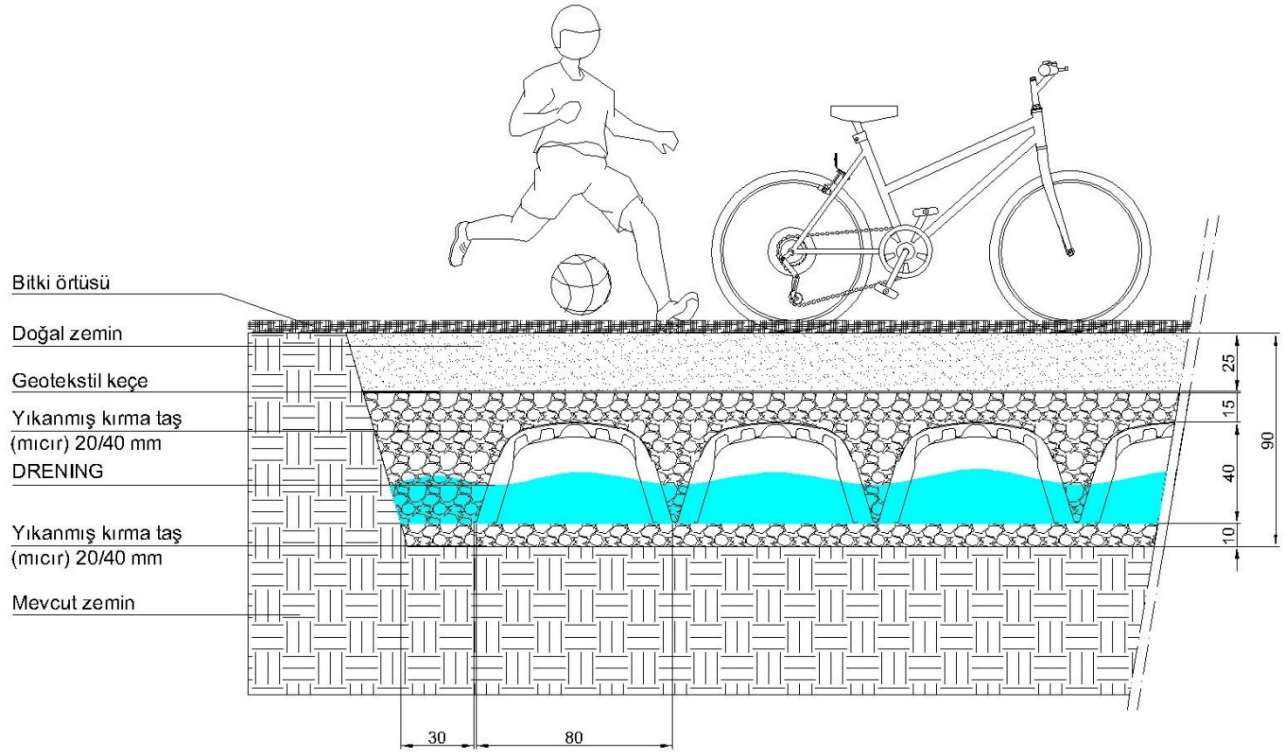 Bitki örtüsü
Doğal zemin
Geotekstil keçe
Yıkanmış kırma taş
(mıcır) 20/40 mm
DRENING
Yıkanmış kırma taş
(mıcır) 20/40 mm
Mevcut zemin
25
15
40
10
90
30
80